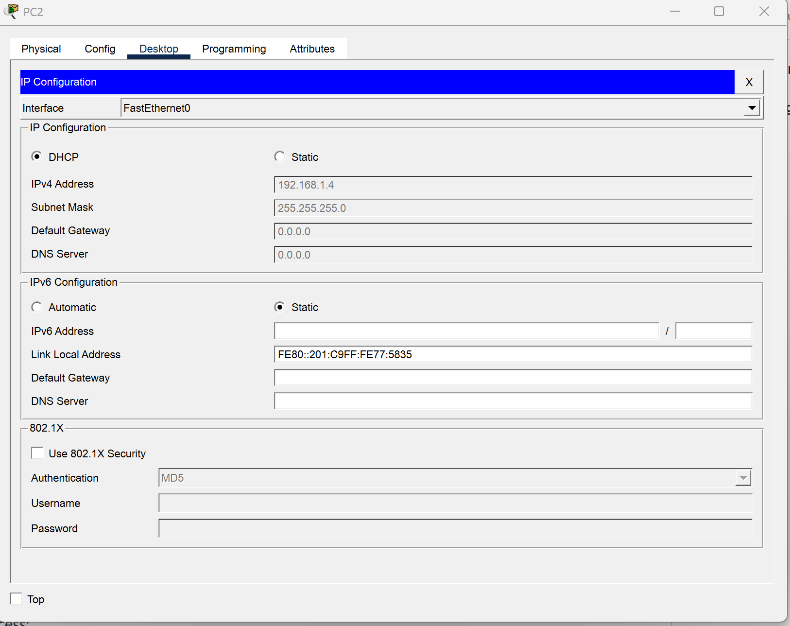 PC2
Physical Config Desktop Programming Attributes
IP Configuration X
Interface FastEthernet0
IP Configuration
DHCP Static
IPv4 Address 192.168.1.4
Subnet Mask 255.255.255.0
Default Gateway 0.0.0.0
DNS Server 0.0.0.0
IPv6 Configuration
Automatic Static
IPv6 Address /
Link Local Address FE80::201:C9FF:FE77:5835
Default Gateway
DNS Server
802.1X
Use 802.1X Security
Authentication MD5
Username
Password
Top